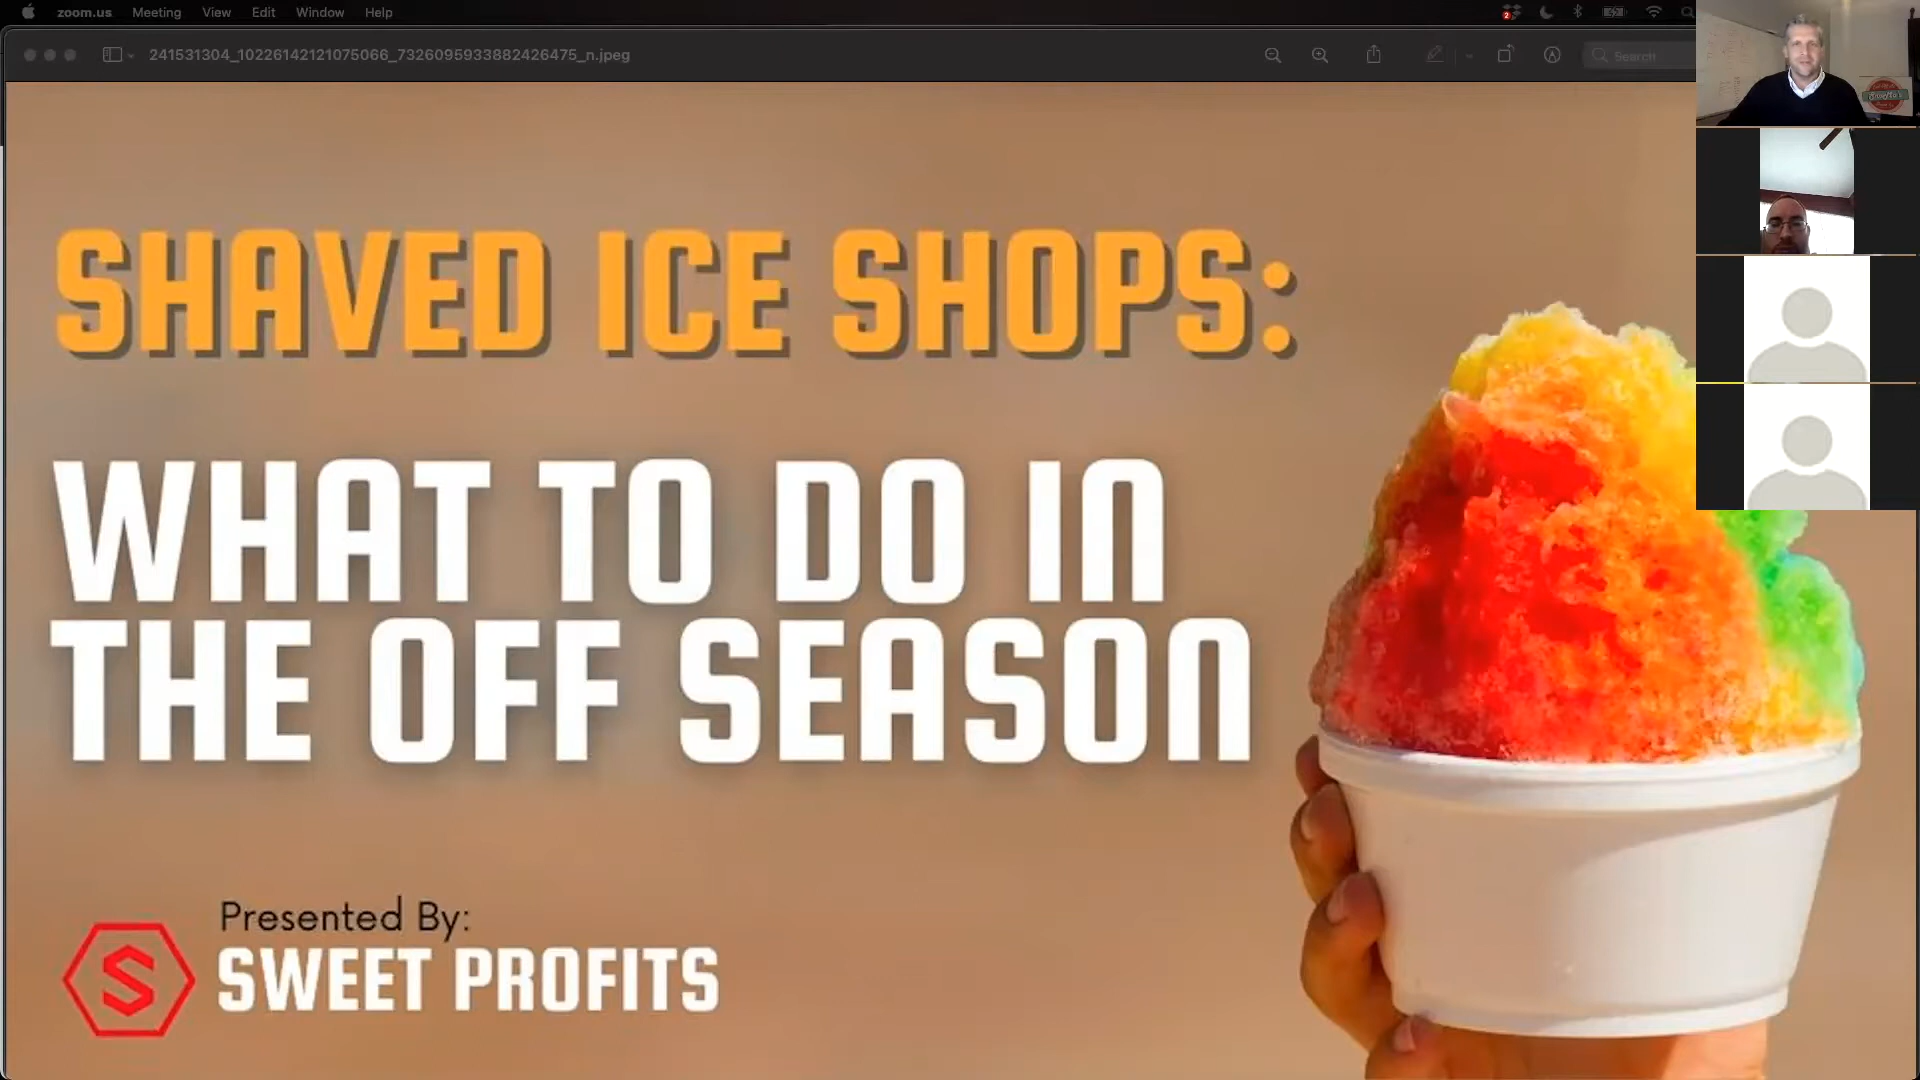 zoom.us Meeting View Edit Window Help
2
241531304_10226142121075066_7326095933882426475_n.jpeg
Search
SHAVED ICE SHOPS:
WHAT TO DO IN
THE OFF SEASON
Presented By:
S SWEET PROFITS